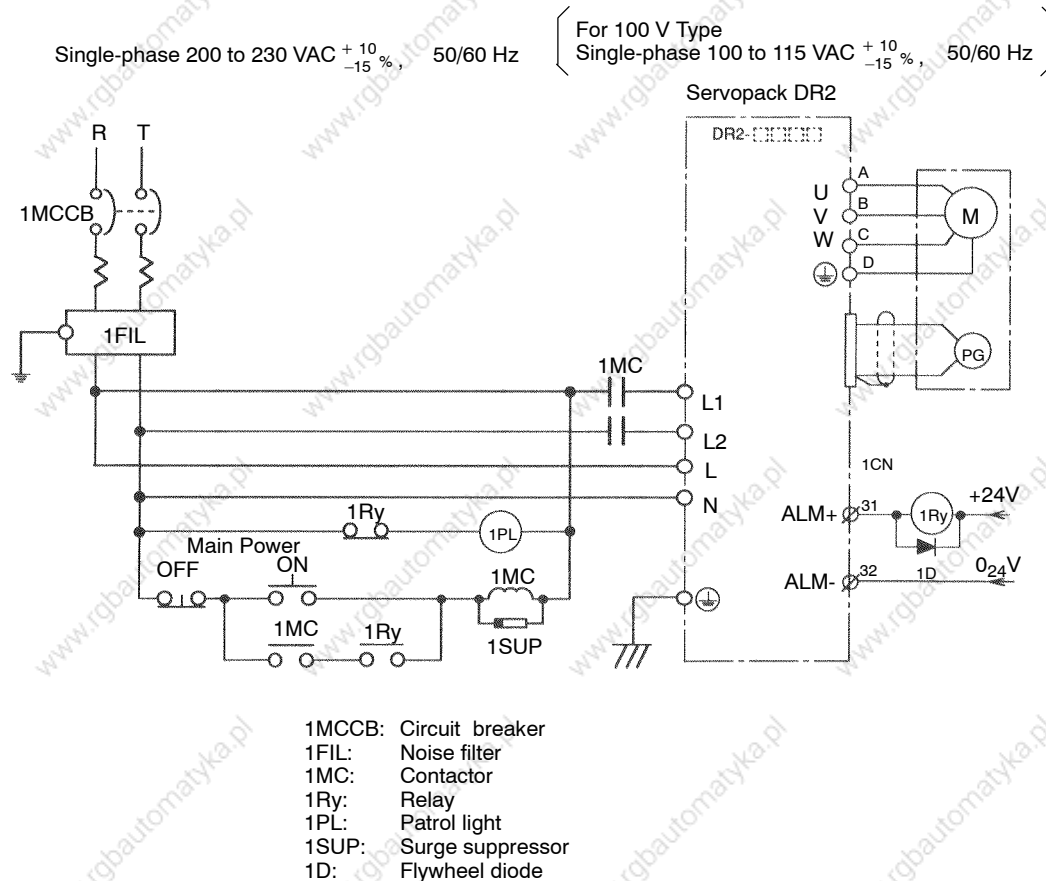 For 100 V Type
Single-phase 200 to 230 VAC +10 −15 %, 50/60 Hz
Single-phase 100 to 115 VAC +10 −15 %, 50/60 Hz
Servopack DR2
DR2-
R T
1MCCB
1FIL
U A
V B
W C
D
M
PG
1MC
L1
L2
L
N
1CN
1Ry
1PL
Main Power
OFF
ON
1MC
1MC
1Ry
1SUP
ALM+ 31
1Ry
+24V
1D
ALM- 32
0₂₄V
1MCCB: Circuit breaker
1FIL: Noise filter
1MC: Contactor
1Ry: Relay
1PL: Patrol light
1SUP: Surge suppressor
1D: Flywheel diode
www.rgbautomatyka.pl